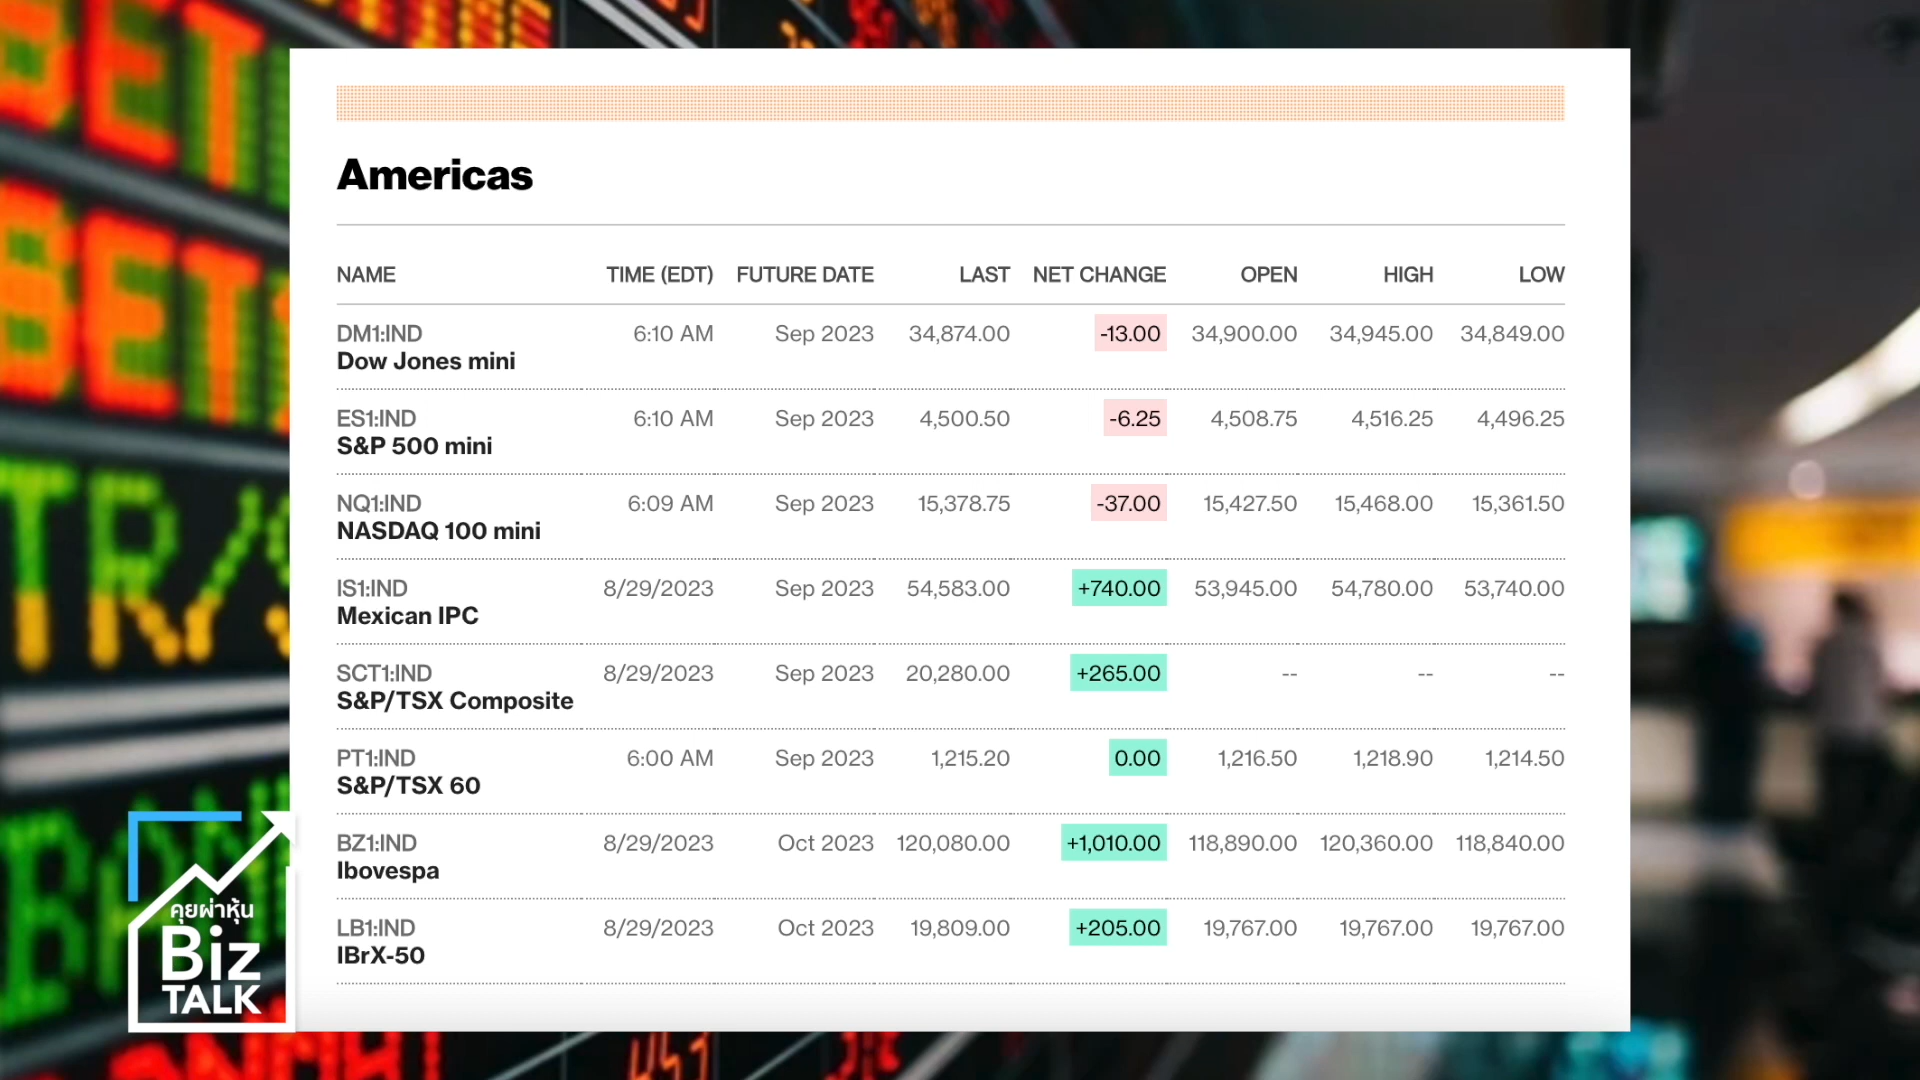 Americas
NAME TIME (EDT) FUTURE DATE LAST NET CHANGE OPEN HIGH LOW
DM1:IND 6:10 AM Sep 2023 34,874.00 -13.00 34,900.00 34,945.00 34,849.00
Dow Jones mini
ES1:IND 6:10 AM Sep 2023 4,500.50 -6.25 4,508.75 4,516.25 4,496.25
S&P 500 mini
NQ1:IND 6:09 AM Sep 2023 15,378.75 -37.00 15,427.50 15,468.00 15,361.50
NASDAQ 100 mini
IS1:IND 8/29/2023 Sep 2023 54,583.00 +740.00 53,945.00 54,780.00 53,740.00
Mexican IPC
SCT1:IND 8/29/2023 Sep 2023 20,280.00 +265.00 -- -- --
S&P/TSX Composite
PT1:IND 6:00 AM Sep 2023 1,215.20 0.00 1,216.50 1,218.90 1,214.50
S&P/TSX 60
BZ1:IND 8/29/2023 Oct 2023 120,080.00 +1,010.00 118,890.00 120,360.00 118,840.00
Ibovespa
LB1:IND 8/29/2023 Oct 2023 19,809.00 +205.00 19,767.00 19,767.00 19,767.00
IBrX-50
คุยผ่าหุ้น
Biz
TALK
BET
BET